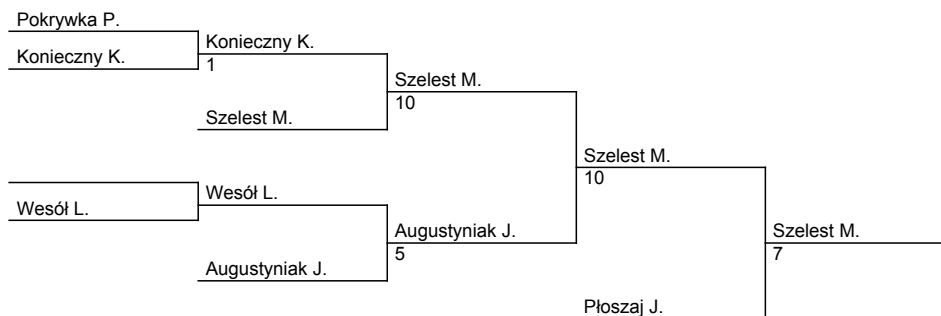 Pokrywka P.
Konieczny K.
Konieczny K.
1
Szelest M.
Szelest M.
10
Wesół L.
Wesół L.
Augustyniak J.
Augustyniak J.
5
Szelest M.
10
Płoszaj J.
Szelest M.
7